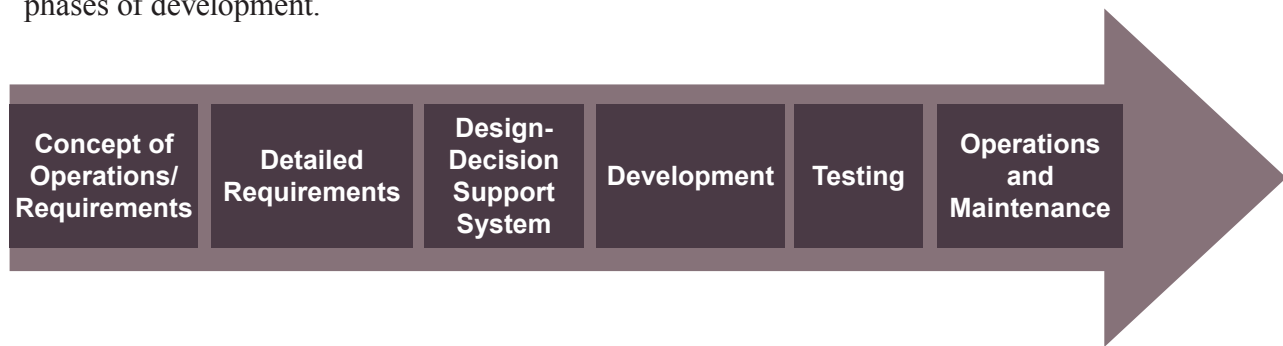 phases of development.
Concept of
Operations/
Requirements
Detailed
Requirements
Design-
Decision
Support
System
Development
Testing
Operations
and
Maintenance